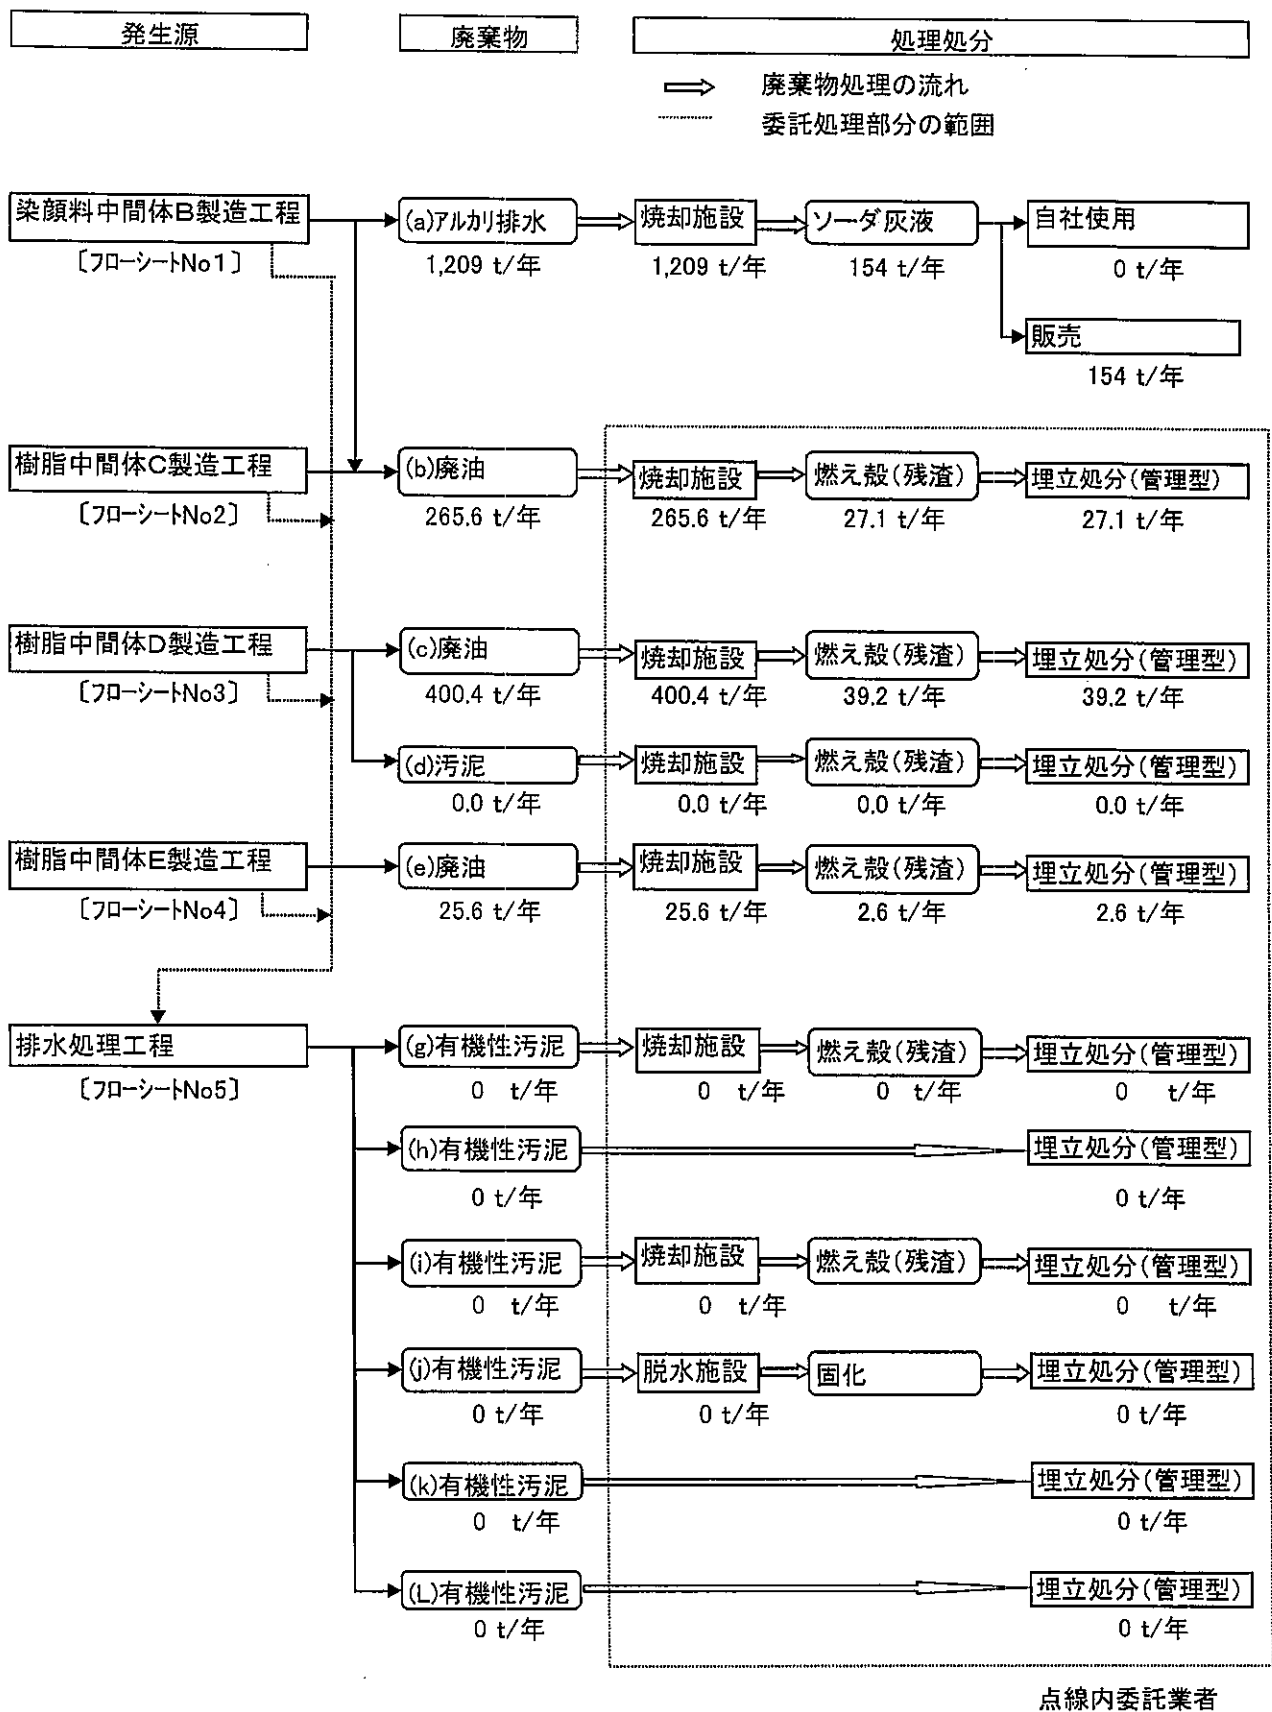 発生源 廃棄物 処理処分
廃棄物処理の流れ
委託処理部分の範囲
染顔料中間体B製造工程 (a)アルカリ排水 焼却施設 ソーダ灰液 自社使用
〔フローシートNo1〕 1,209 t/年 1,209 t/年 154 t/年 0 t/年
販売
154 t/年
樹脂中間体C製造工程 (b)廃油 焼却施設 燃え殻(残渣) 埋立処分(管理型)
〔フローシートNo2〕 265.6 t/年 265.6 t/年 27.1 t/年 27.1 t/年
樹脂中間体D製造工程 (c)廃油 焼却施設 燃え殻(残渣) 埋立処分(管理型)
〔フローシートNo3〕 400.4 t/年 400.4 t/年 39.2 t/年 39.2 t/年
(d)汚泥 焼却施設 燃え殻(残渣) 埋立処分(管理型)
0.0 t/年 0.0 t/年 0.0 t/年 0.0 t/年
樹脂中間体E製造工程 (e)廃油 焼却施設 燃え殻(残渣) 埋立処分(管理型)
〔フローシートNo4〕 25.6 t/年 25.6 t/年 2.6 t/年 2.6 t/年
排水処理工程 (g)有機性汚泥 焼却施設 燃え殻(残渣) 埋立処分(管理型)
〔フローシートNo5〕 0 t/年 0 t/年 0 t/年 0 t/年
(h)有機性汚泥 埋立処分(管理型)
0 t/年 0 t/年
(i)有機性汚泥 焼却施設 燃え殻(残渣) 埋立処分(管理型)
0 t/年 0 t/年 0 t/年
(j)有機性汚泥 脱水施設 固化 埋立処分(管理型)
0 t/年 0 t/年 0 t/年
(k)有機性汚泥 埋立処分(管理型)
0 t/年 0 t/年
(L)有機性汚泥 埋立処分(管理型)
0 t/年 0 t/年
点線内委託業者